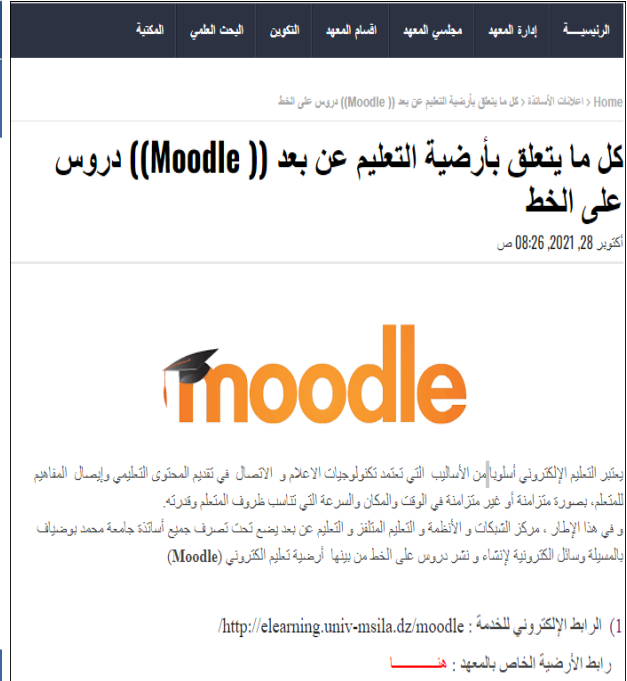 الرئيسيـــة إدارة المعهد مجلسي المعهد اقسام المعهد التكوين البحث العلمي المكتبة
Home › اعلانات الأساتذة › كل ما يتعلق بأرضية التعليم عن بعد (( Moodle)) دروس على الخط
كل ما يتعلق بأرضية التعليم عن بعد (( Moodle)) دروس
على الخط
أكتوبر 28, 2021, 08:26 ص
moodle
يعتبر التعليم الإلكتروني أسلوبا من الأساليب التي تعتمد تكنولوجيات الاعلام و الاتصال في تقديم المحتوى التعليمي وإيصال المفاهيم
للمتعلم، بصورة متزامنة أو غير متزامنة في الوقت والمكان والسرعة التي تناسب ظروف المتعلم وقدرته.
و في هذا الإطار ، مركز الشبكات و الأنظمة و التعليم المتلفز و التعليم عن بعد يضع تحت تصرف جميع أساتذة جامعة محمد بوضياف
بالمسيلة وسائل الكترونية لإنشاء و نشر دروس على الخط من بينها أرضية تعليم الكتروني (Moodle)
1) الرابط الإلكتروني للخدمة : http://elearning.univ-msila.dz/moodle/
رابط الأرضية الخاص بالمعهد : هنـــــــا